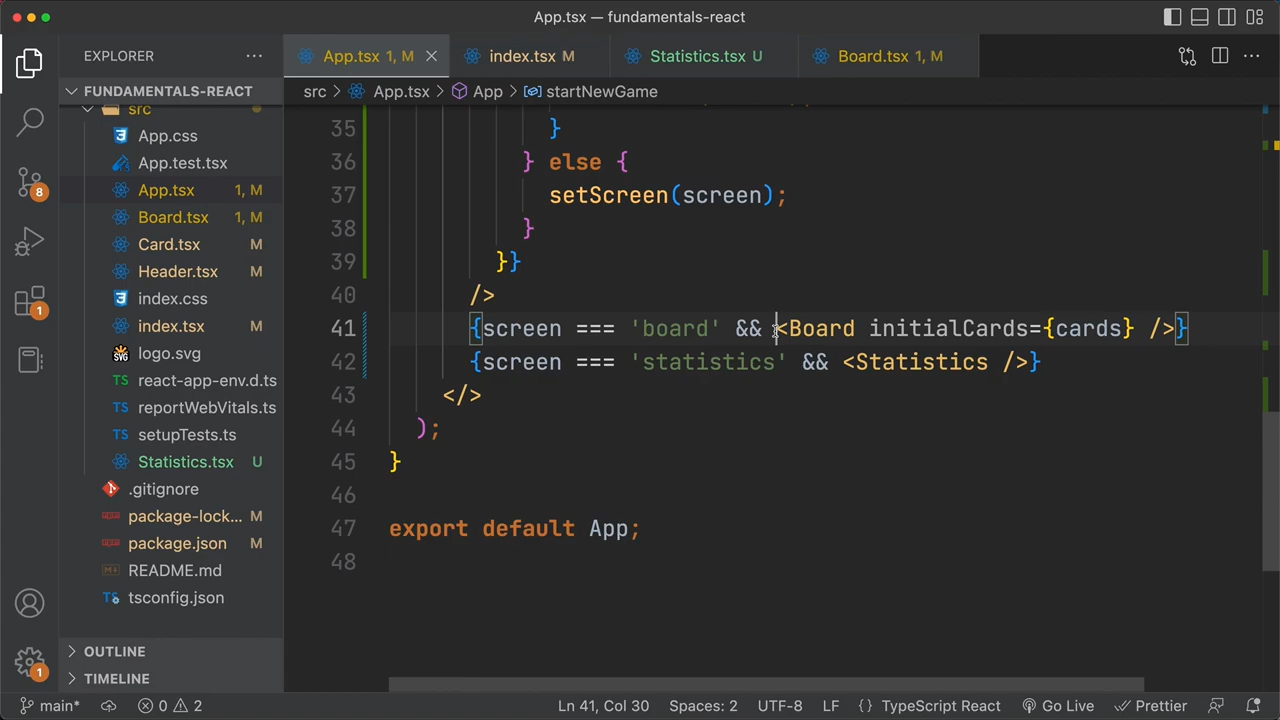 App.tsx — fundamentals-react
EXPLORER
App.tsx 1, M
index.tsx M
Statistics.tsx U
Board.tsx 1, M
FUNDAMENTALS-REACT
src > App.tsx > App > startNewGame
src
App.css
App.test.tsx
App.tsx 1, M
Board.tsx 1, M
Card.tsx M
Header.tsx M
index.css
index.tsx M
logo.svg
TS react-app-env.d.ts
TS reportWebVitals.ts
TS setupTests.ts
Statistics.tsx U
.gitignore
package-lock... M
package.json M
README.md
TS tsconfig.json
OUTLINE
TIMELINE
8
1
1
35 }
36 } else {
37 setScreen(screen);
38 }
39 }}
40 />
41 {screen === 'board' && <Board initialCards={cards} />}
42 {screen === 'statistics' && <Statistics />}
43 </>
44 );
45 }
46
47 export default App;
48
main* 0 2 Ln 41, Col 30 Spaces: 2 UTF-8 LF {} TypeScript React Go Live Prettier